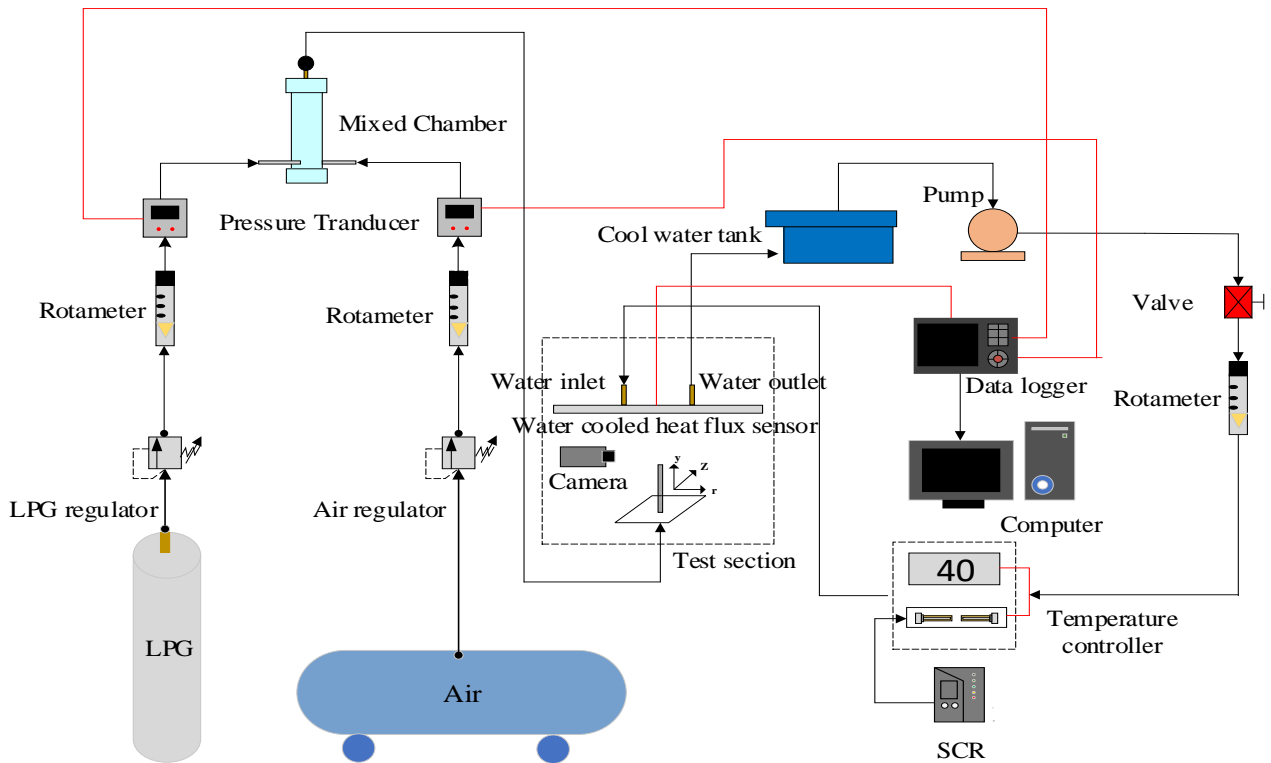 Mixed Chamber
Pressure Tranducer
Pump
Cool water tank
Rotameter
Rotameter
Valve
Water inlet
Water outlet
Data logger
Rotameter
Water cooled heat flux sensor
Camera
y
Z
r
LPG regulator
Air regulator
Computer
Test section
40
Temperature
controller
LPG
Air
SCR